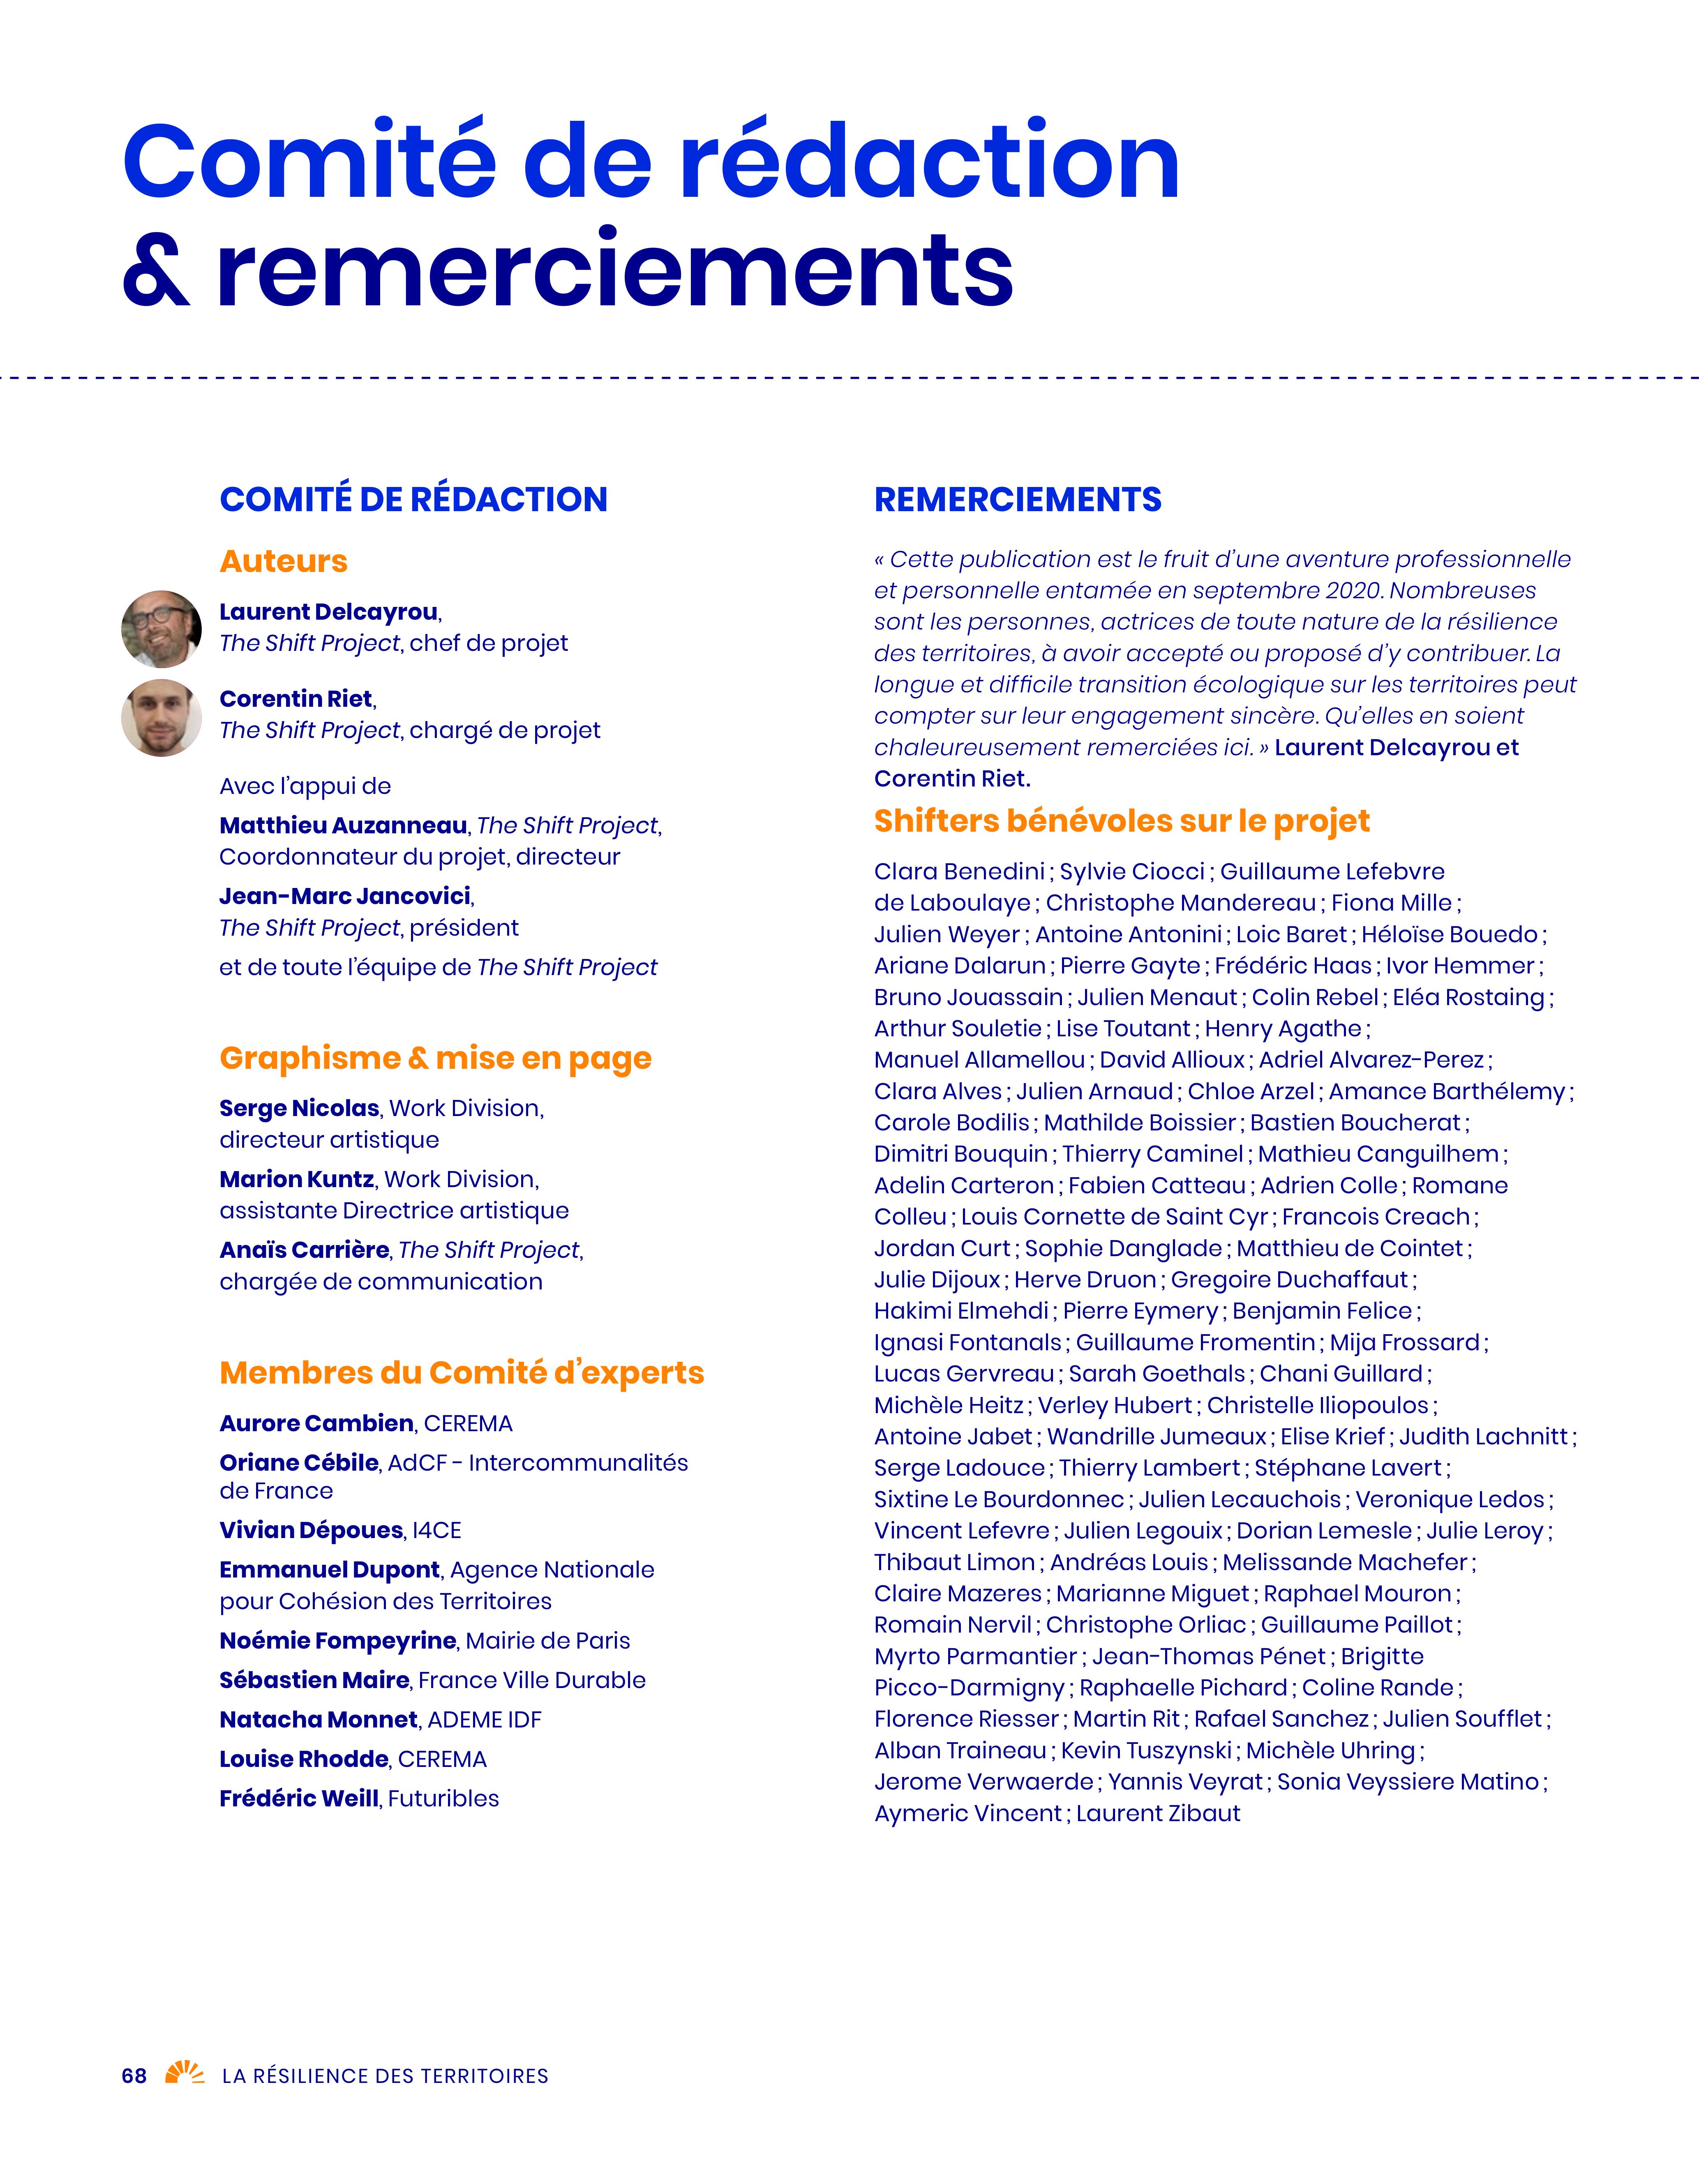 Comité de rédaction
& remerciements
COMITÉ DE RÉDACTION
Auteurs
Laurent Delcayrou,
The Shift Project, chef de projet
Corentin Riet,
The Shift Project, chargé de projet
Avec l’appui de
Matthieu Auzanneau, The Shift Project,
Coordonnateur du projet, directeur
Jean-Marc Jancovici,
The Shift Project, président
et de toute l’équipe de The Shift Project
Graphisme & mise en page
Serge Nicolas, Work Division,
directeur artistique
Marion Kuntz, Work Division,
assistante Directrice artistique
Anaïs Carrière, The Shift Project,
chargée de communication
Membres du Comité d’experts
Aurore Cambien, CEREMA
Oriane Cébile, AdCF - Intercommunalités
de France
Vivian Dépoues, I4CE
Emmanuel Dupont, Agence Nationale
pour Cohésion des Territoires
Noémie Fompeyrine, Mairie de Paris
Sébastien Maire, France Ville Durable
Natacha Monnet, ADEME IDF
Louise Rhodde, CEREMA
Frédéric Weill, Futuribles
REMERCIEMENTS
« Cette publication est le fruit d’une aventure professionnelle
et personnelle entamée en septembre 2020. Nombreuses
sont les personnes, actrices de toute nature de la résilience
des territoires, à avoir accepté ou proposé d’y contribuer. La
longue et difficile transition écologique sur les territoires peut
compter sur leur engagement sincère. Qu’elles en soient
chaleureusement remerciées ici. » Laurent Delcayrou et
Corentin Riet.
Shifters bénévoles sur le projet
Clara Benedini ; Sylvie Ciocci ; Guillaume Lefebvre
de Laboulaye ; Christophe Mandereau ; Fiona Mille ;
Julien Weyer ; Antoine Antonini ; Loic Baret ; Héloïse Bouedo ;
Ariane Dalarun ; Pierre Gayte ; Frédéric Haas ; Ivor Hemmer ;
Bruno Jouassain ; Julien Menaut ; Colin Rebel ; Eléa Rostaing ;
Arthur Souletie ; Lise Toutant ; Henry Agathe ;
Manuel Allamellou ; David Allioux ; Adriel Alvarez-Perez ;
Clara Alves ; Julien Arnaud ; Chloe Arzel ; Amance Barthélemy ;
Carole Bodilis ; Mathilde Boissier ; Bastien Boucherat ;
Dimitri Bouquin ; Thierry Caminel ; Mathieu Canguilhem ;
Adelin Carteron ; Fabien Catteau ; Adrien Colle ; Romane
Colleu ; Louis Cornette de Saint Cyr ; Francois Creach ;
Jordan Curt ; Sophie Danglade ; Matthieu de Cointet ;
Julie Dijoux ; Herve Druon ; Gregoire Duchaffaut ;
Hakimi Elmehdi ; Pierre Eymery ; Benjamin Felice ;
Ignasi Fontanals ; Guillaume Fromentin ; Mija Frossard ;
Lucas Gervreau ; Sarah Goethals ; Chani Guillard ;
Michèle Heitz ; Verley Hubert ; Christelle Iliopoulos ;
Antoine Jabet ; Wandrille Jumeaux ; Elise Krief ; Judith Lachnitt ;
Serge Ladouce ; Thierry Lambert ; Stéphane Lavert ;
Sixtine Le Bourdonnec ; Julien Lecauchois ; Veronique Ledos ;
Vincent Lefevre ; Julien Legouix ; Dorian Lemesle ; Julie Leroy ;
Thibaut Limon ; Andréas Louis ; Melissande Machefer ;
Claire Mazeres ; Marianne Miguet ; Raphael Mouron ;
Romain Nervil ; Christophe Orliac ; Guillaume Paillot ;
Myrto Parmantier ; Jean-Thomas Pénet ; Brigitte
Picco-Darmigny ; Raphaelle Pichard ; Coline Rande ;
Florence Riesser ; Martin Rit ; Rafael Sanchez ; Julien Soufflet ;
Alban Traineau ; Kevin Tuszynski ; Michèle Uhring ;
Jerome Verwaerde ; Yannis Veyrat ; Sonia Veyssiere Matino ;
Aymeric Vincent ; Laurent Zibaut
68 LA RÉSILIENCE DES TERRITOIRES